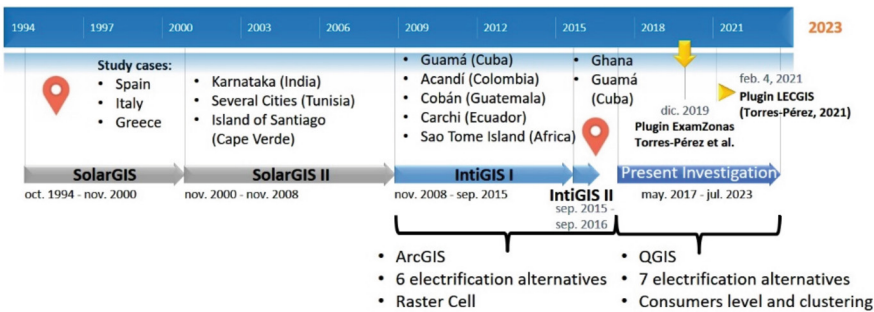 1994 1997 2000 2003 2006 2009 2012 2015 2018 2021 2023
Study cases:
• Spain
• Italy
• Greece
• Karnataka (India)
• Several Cities (Tunisia)
• Island of Santiago
(Cape Verde)
• Guamá (Cuba)
• Acandí (Colombia)
• Cobán (Guatemala)
• Carchi (Ecuador)
• Sao Tome Island (Africa)
• Ghana
• Guamá
(Cuba)
dic. 2019
Plugin ExamZonas
Torres-Pérez et al.
feb. 4, 2021
Plugin LECGIS
(Torres-Pérez, 2021)
SolarGIS
oct. 1994 - nov. 2000
SolarGIS II
nov. 2000 - nov. 2008
IntiGIS I
nov. 2008 - sep. 2015
IntiGIS II
sep. 2015 -
sep. 2016
Present Investigation
may. 2017 - jul. 2023
• ArcGIS
• 6 electrification alternatives
• Raster Cell
• QGIS
• 7 electrification alternatives
• Consumers level and clustering